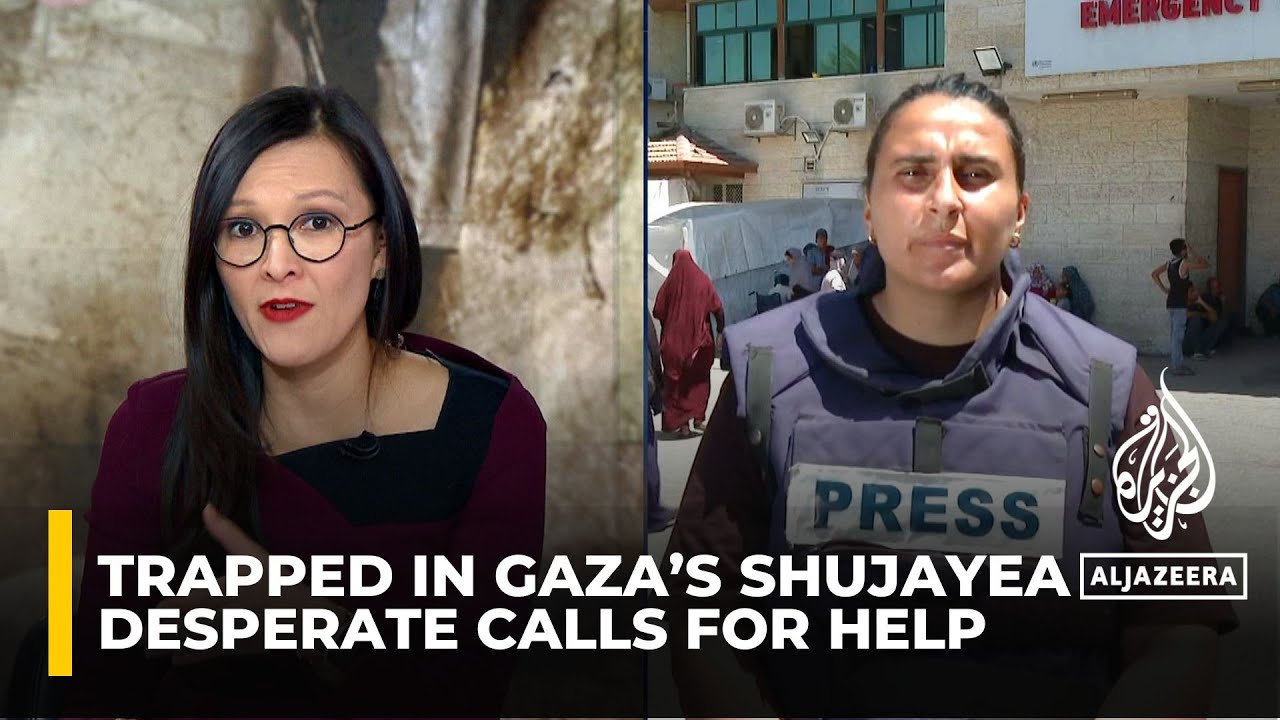 EMERGENCY
PRESS
TRAPPED IN GAZA’S SHUJAYEA
DESPERATE CALLS FOR HELP
الجزيرة
ALJAZEERA